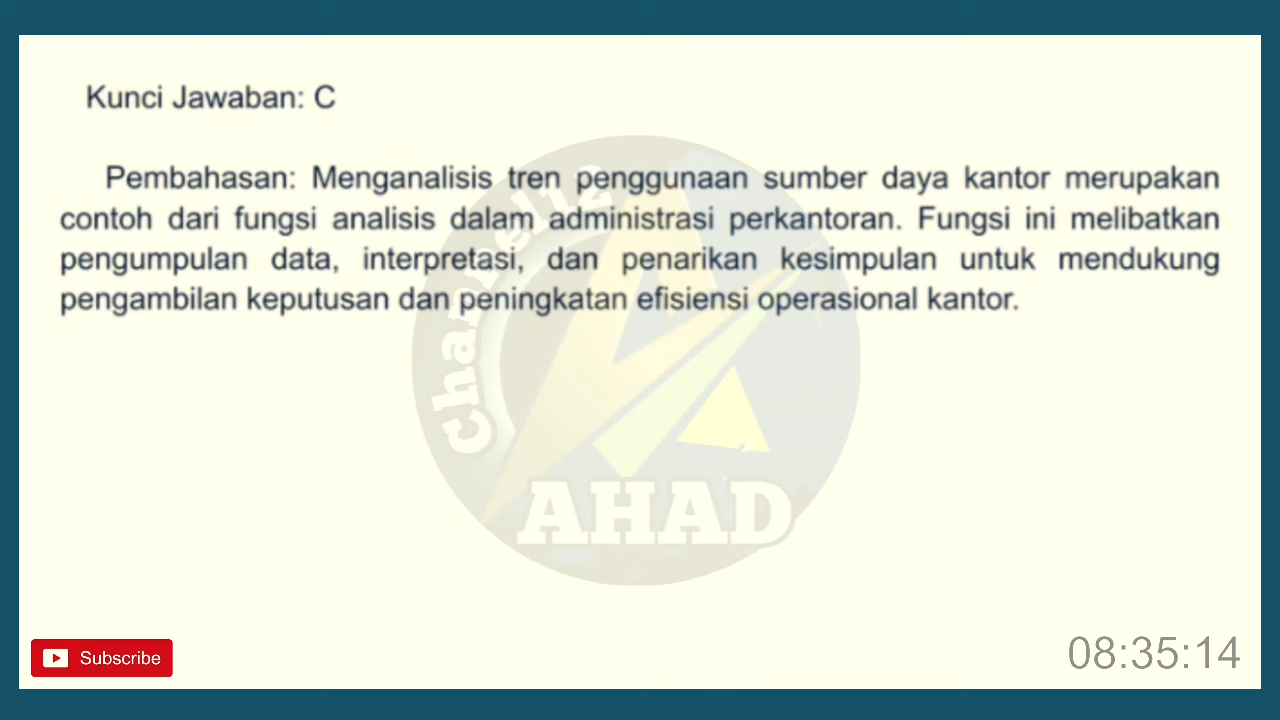 Kunci Jawaban: C
Pembahasan: Menganalisis tren penggunaan sumber daya kantor merupakan
contoh dari fungsi analisis dalam administrasi perkantoran. Fungsi ini melibatkan
pengumpulan data, interpretasi, dan penarikan kesimpulan untuk mendukung
pengambilan keputusan dan peningkatan efisiensi operasional kantor.
Channel12
AHAD
Subscribe
08:35:14